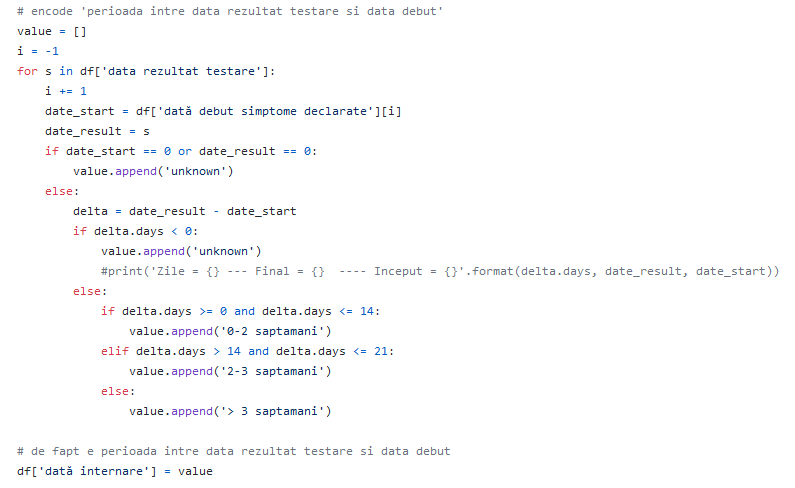 # encode 'perioada intre data rezultat testare si data debut'
value = []
i = -1
for s in df['data rezultat testare']:
    i += 1
    date_start = df['dată debut simptome declarate'][i]
    date_result = s
    if date_start == 0 or date_result == 0:
        value.append('unknown')
    else:
        delta = date_result - date_start
        if delta.days < 0:
            value.append('unknown')
            #print('Zile = {} --- Final = {}  ---- Inceput = {}'.format(delta.days, date_result, date_start))
        else:
            if delta.days >= 0 and delta.days <= 14:
                value.append('0-2 saptamani')
            elif delta.days > 14 and delta.days <= 21:
                value.append('2-3 saptamani')
            else:
                value.append('> 3 saptamani')

# de fapt e perioada intre data rezultat testare si data debut
df['dată internare'] = value